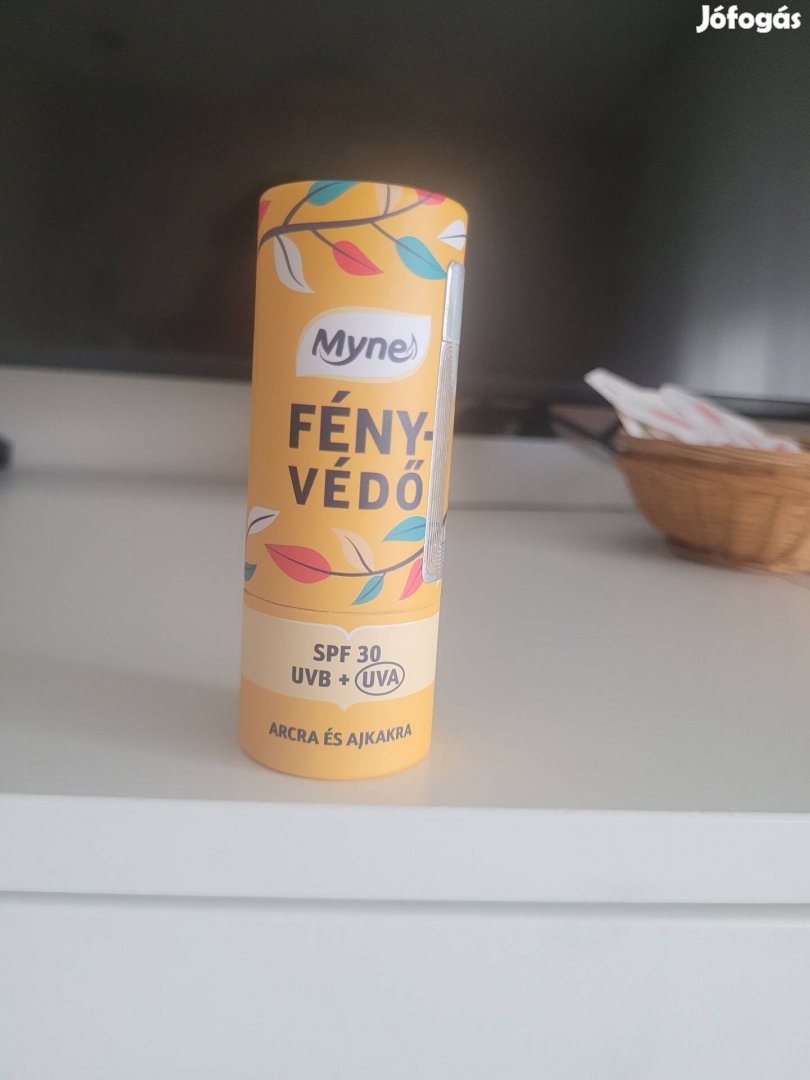 Jófogás
Myne
FÉNY-
VÉDŐ
SPF 30
UVB + UVA
ARCRA ÉS AJKAKRA